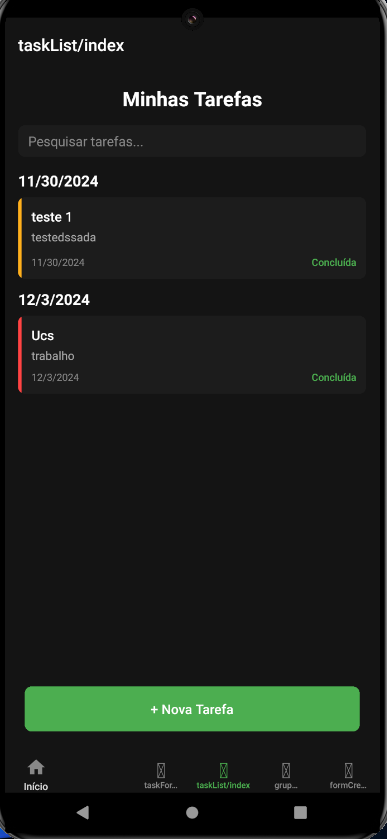 taskList/index
Minhas Tarefas
Pesquisar tarefas...
11/30/2024
teste 1
testedssada
11/30/2024 Concluída
12/3/2024
Ucs
trabalho
12/3/2024 Concluída
+ Nova Tarefa
Início taskFor... taskList/index grup... formCre...